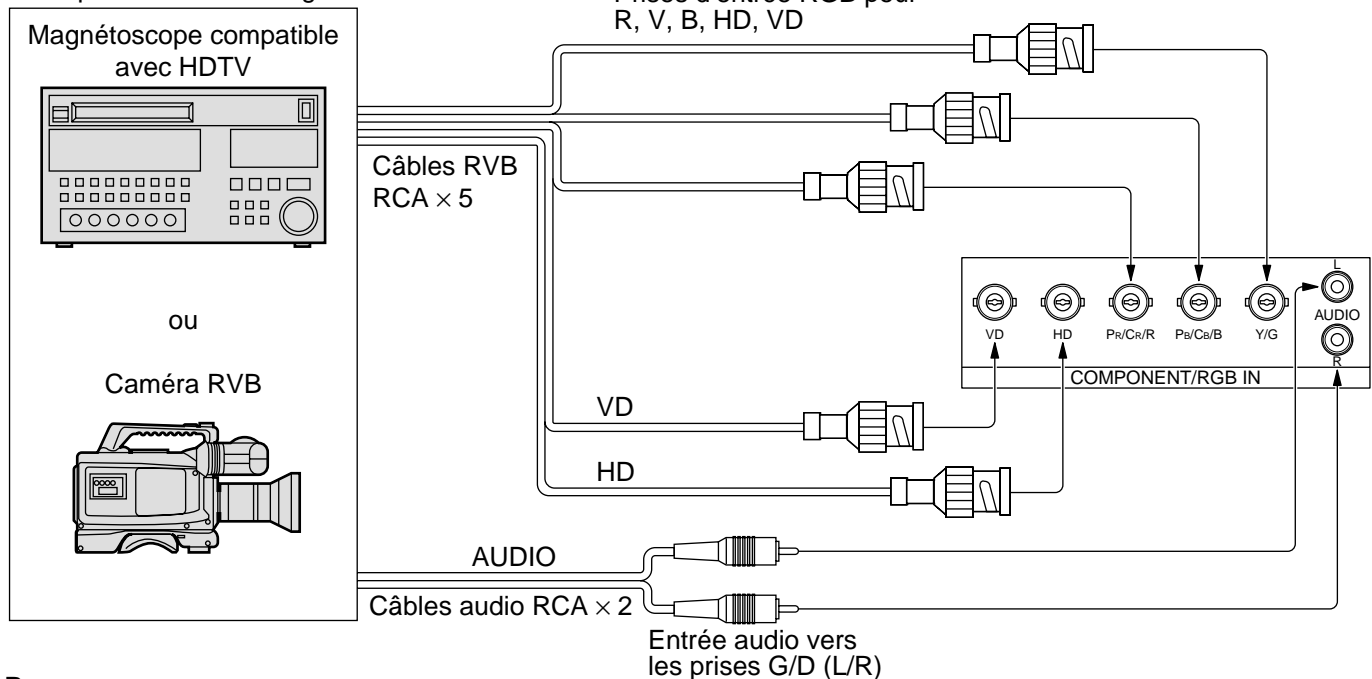 R, V, B, HD, VD
Magnétoscope compatible
avec HDTV
Câbles RVB
RCA × 5
ou
Caméra RVB
L
AUDIO
R
VD
HD
PR/CR/R
PB/CB/B
Y/G
COMPONENT/RGB IN
VD
HD
AUDIO
Câbles audio RCA × 2
Entrée audio vers
les prises G/D (L/R)